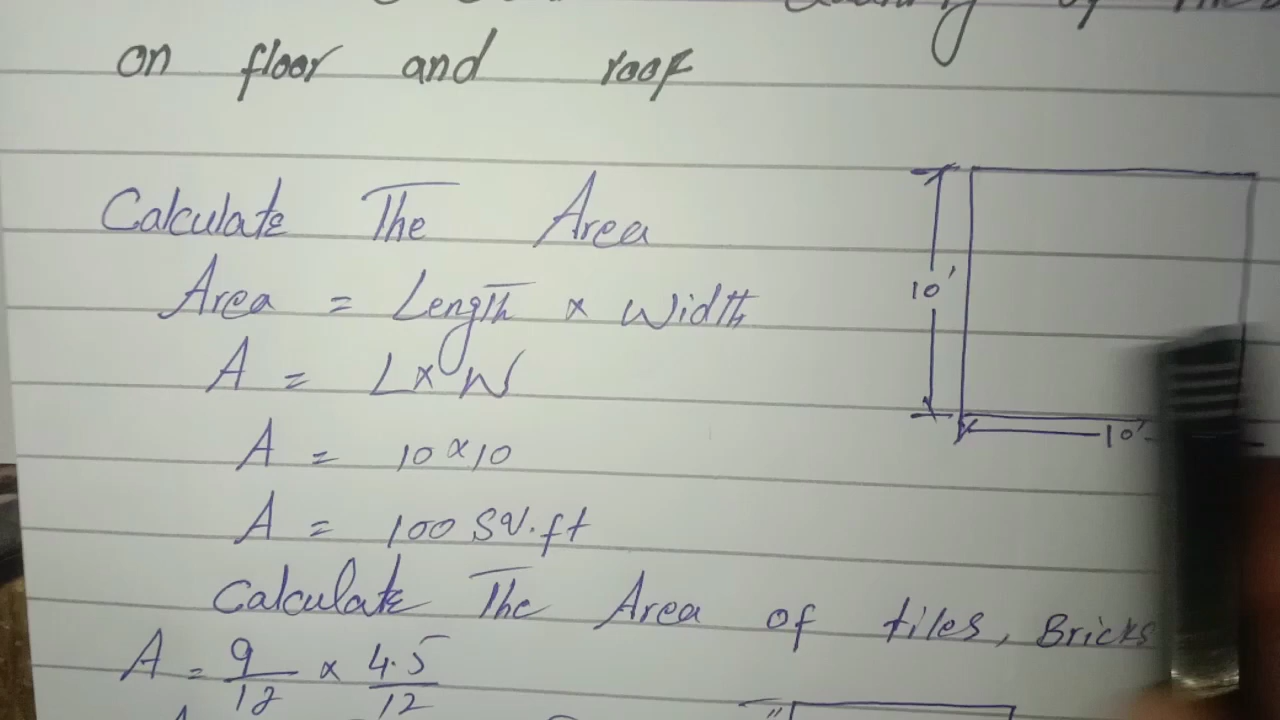 on floor and roof
Calculate The Area
Area = Length x Width
A = L x W
A = 10 x 10
A = 100 SV.ft
10'
10'
Calculate The Area of tiles, Bricks
A = 9/12 x 4.5/12